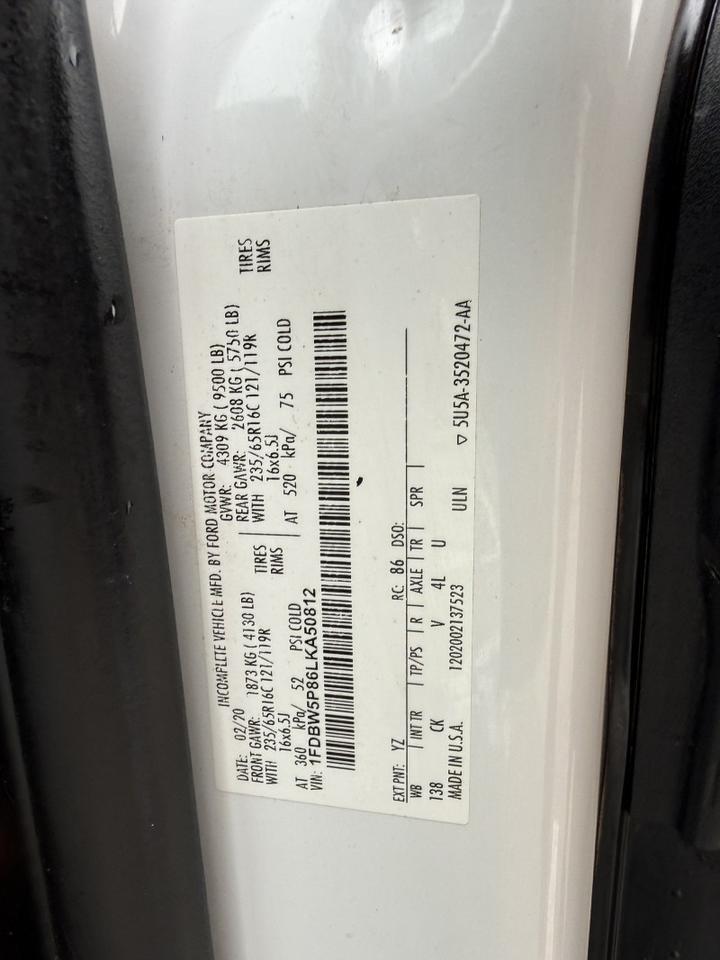 INCOMPLETE VEHICLE MFD. BY FORD MOTOR COMPANY
DATE: 02/20 GVWR: 4309 KG ( 9500 LB)
FRONT GAWR: 1873 KG ( 4130 LB) REAR GAWR: 2608 KG ( 5750 LB)
WITH 235/65R16C 121/119R TIRES WITH 235/65R16C 121/119R TIRES
16x6.5J RIMS 16x6.5J RIMS
AT 360 kPa/ 52 PSI COLD AT 520 kPa/ 75 PSI COLD
VIN: 1FDBW5P86LKA50812
EXT PNT: YZ RC: 86 DSO:
WB INT TR TP/PS R AXLE TR SPR
138 CK V 4L U
MADE IN U.S.A. 1202002137523 ULN ▽ 5U5A-3520472-AA